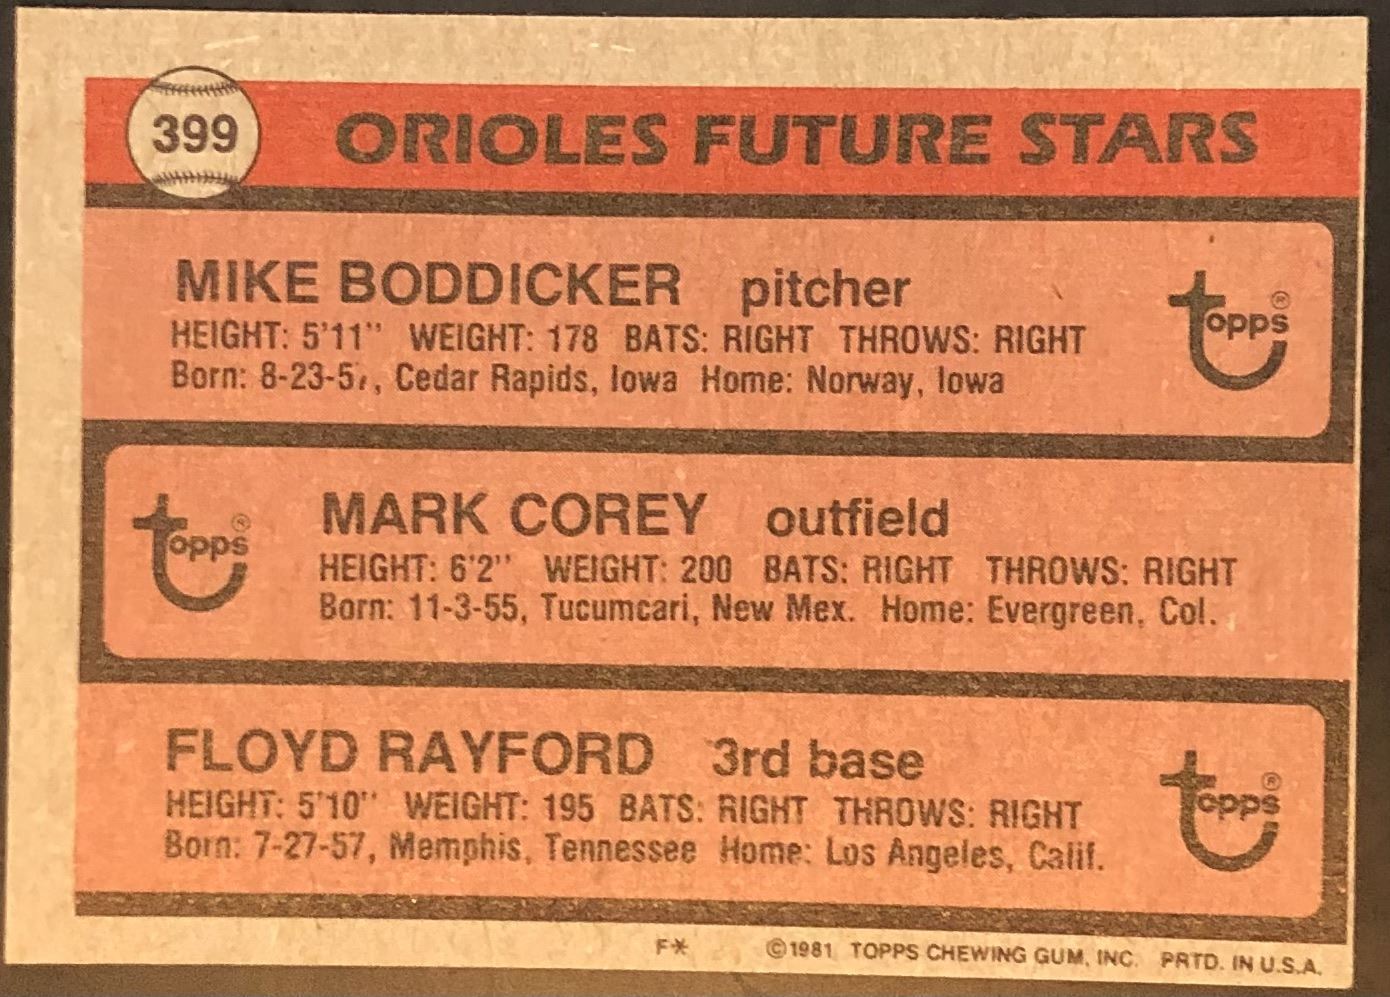 399
ORIOLES FUTURE STARS
MIKE BODDICKER pitcher
HEIGHT: 5'11" WEIGHT: 178 BATS: RIGHT THROWS: RIGHT
Born: , Cedar Rapids, Iowa Home: Norway, Iowa
topps®
MARK COREY outfield
HEIGHT: 6'2" WEIGHT: 200 BATS: RIGHT THROWS: RIGHT
Born: 11-3-55, Tucumcari, New Mex. Home: Evergreen, Col.
topps®
FLOYD RAYFORD 3rd base
HEIGHT: 5'10" WEIGHT: 195 BATS: RIGHT THROWS: RIGHT
Born: 7-27-57, Memphis, Tennessee Home: Los Angeles, Calif.
topps®
F* ©1981 TOPPS CHEWING GUM, INC. PRTD. IN U.S.A.